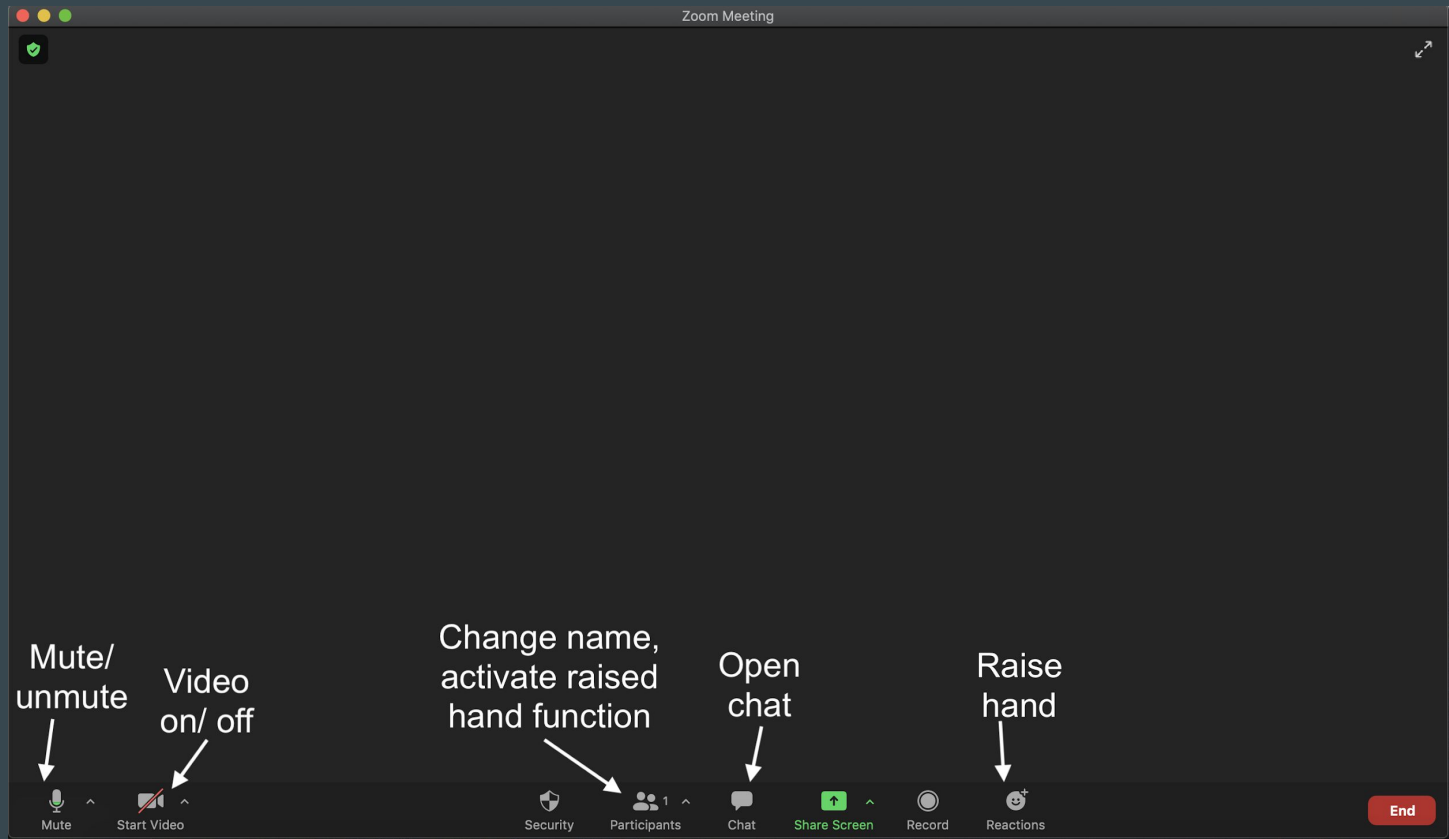 Zoom Meeting
Mute/
unmute
Video
on/ off
Change name,
activate raised
hand function
Open
chat
Raise
hand
Mute
Start Video
Security
Participants 1
Chat
Share Screen
Record
Reactions
End